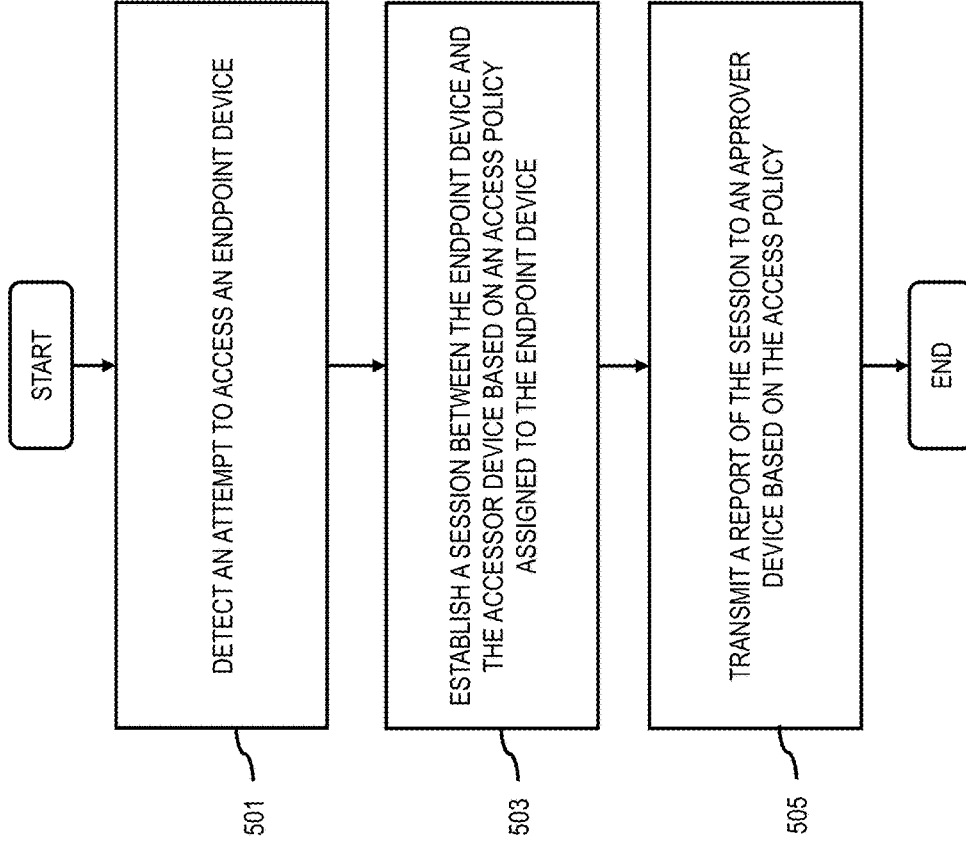 START
DETECT AN ATTEMPT TO ACCESS AN ENDPOINT DEVICE
501
ESTABLISH A SESSION BETWEEN THE ENDPOINT DEVICE AND
THE ACCESSOR DEVICE BASED ON AN ACCESS POLICY
ASSIGNED TO THE ENDPOINT DEVICE
503
TRANSMIT A REPORT OF THE SESSION TO AN APPROVER
DEVICE BASED ON THE ACCESS POLICY
505
END